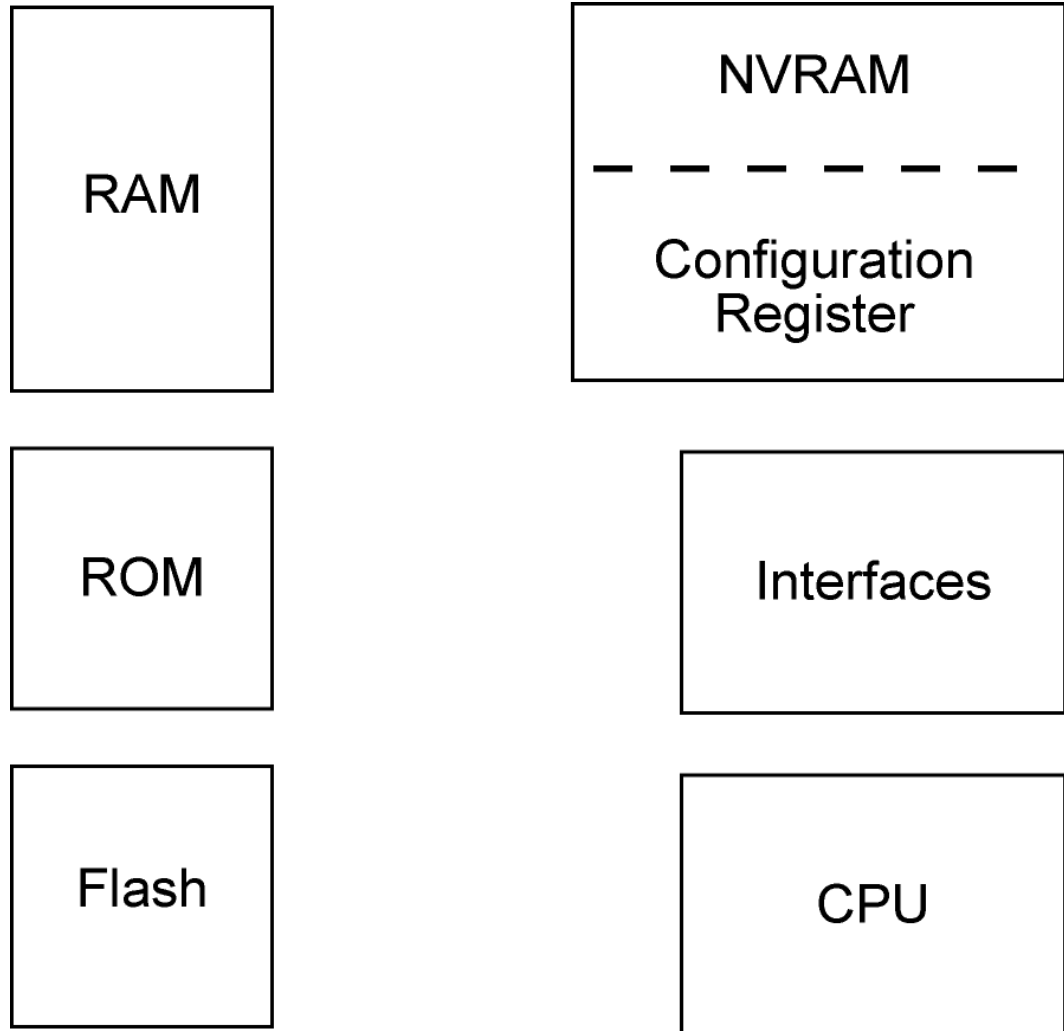 RAM
NVRAM
Configuration
Register
ROM
Interfaces
Flash
CPU